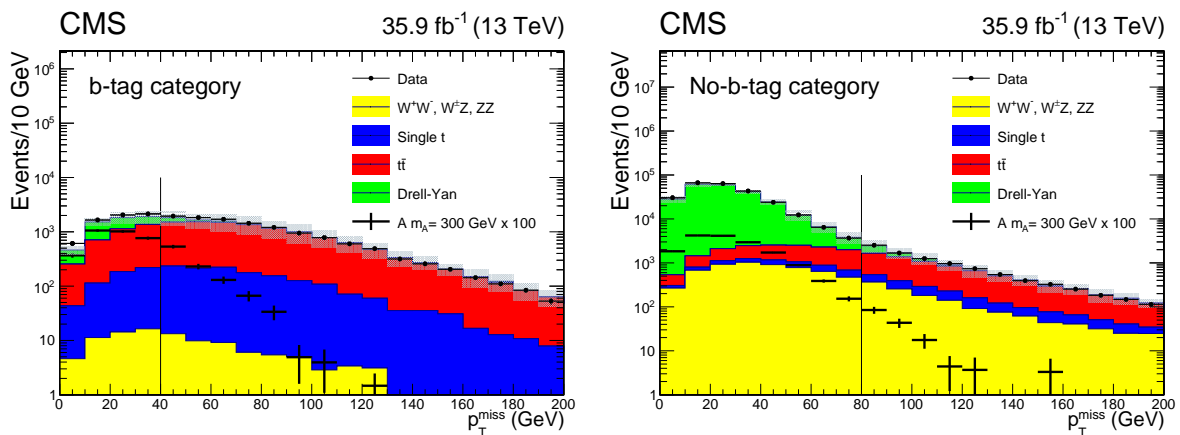 CMS 35.9 fb⁻¹ (13 TeV)
Events/10 GeV
10⁶
10⁵
10⁴
10³
10²
10
1
b-tag category
Data
W⁺W⁻, W±Z, ZZ
Single t
tt̄
Drell-Yan
A m_A= 300 GeV x 100
0 20 40 60 80 100 120 140 160 180 200
p_T^miss (GeV)
CMS 35.9 fb⁻¹ (13 TeV)
Events/10 GeV
10⁷
10⁶
10⁵
10⁴
10³
10²
10
1
No-b-tag category
Data
W⁺W⁻, W±Z, ZZ
Single t
tt̄
Drell-Yan
A m_A= 300 GeV x 100
0 20 40 60 80 100 120 140 160 180 200
p_T^miss (GeV)